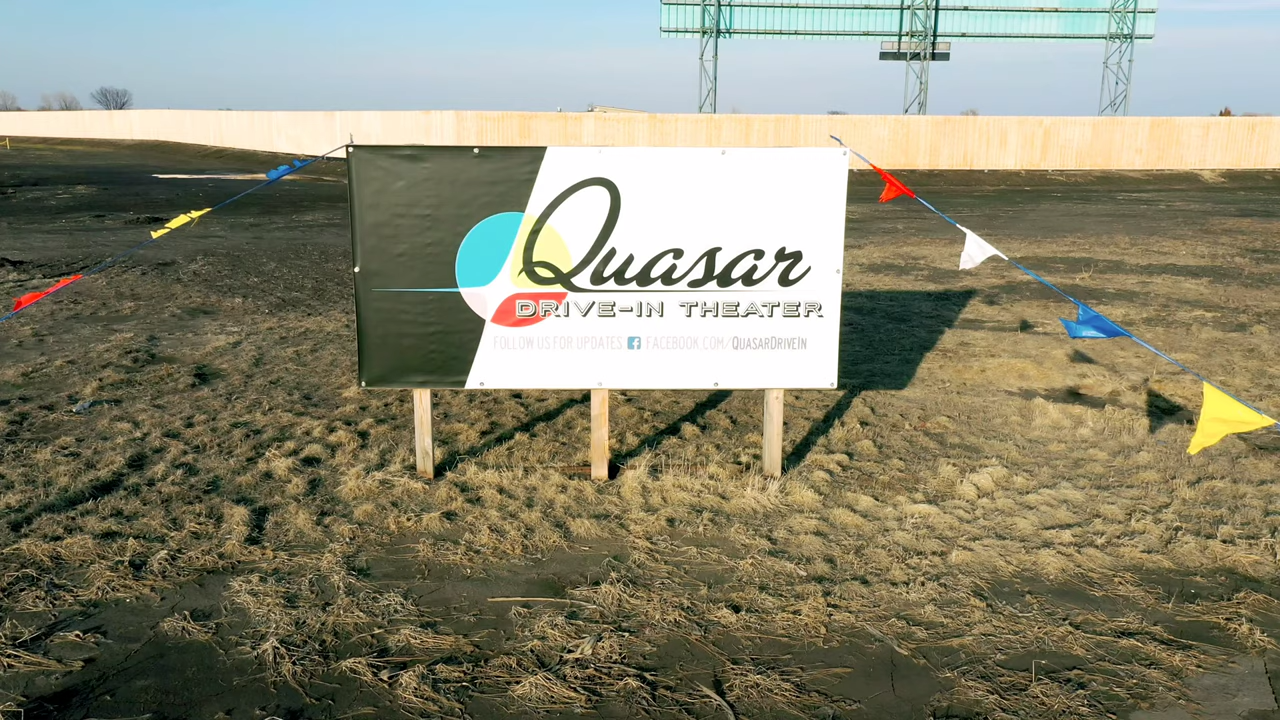 Quasar
DRIVE-IN THEATER
FOLLOW US FOR UPDATES f FACEBOOK.COM/QUASARDRIVEIN